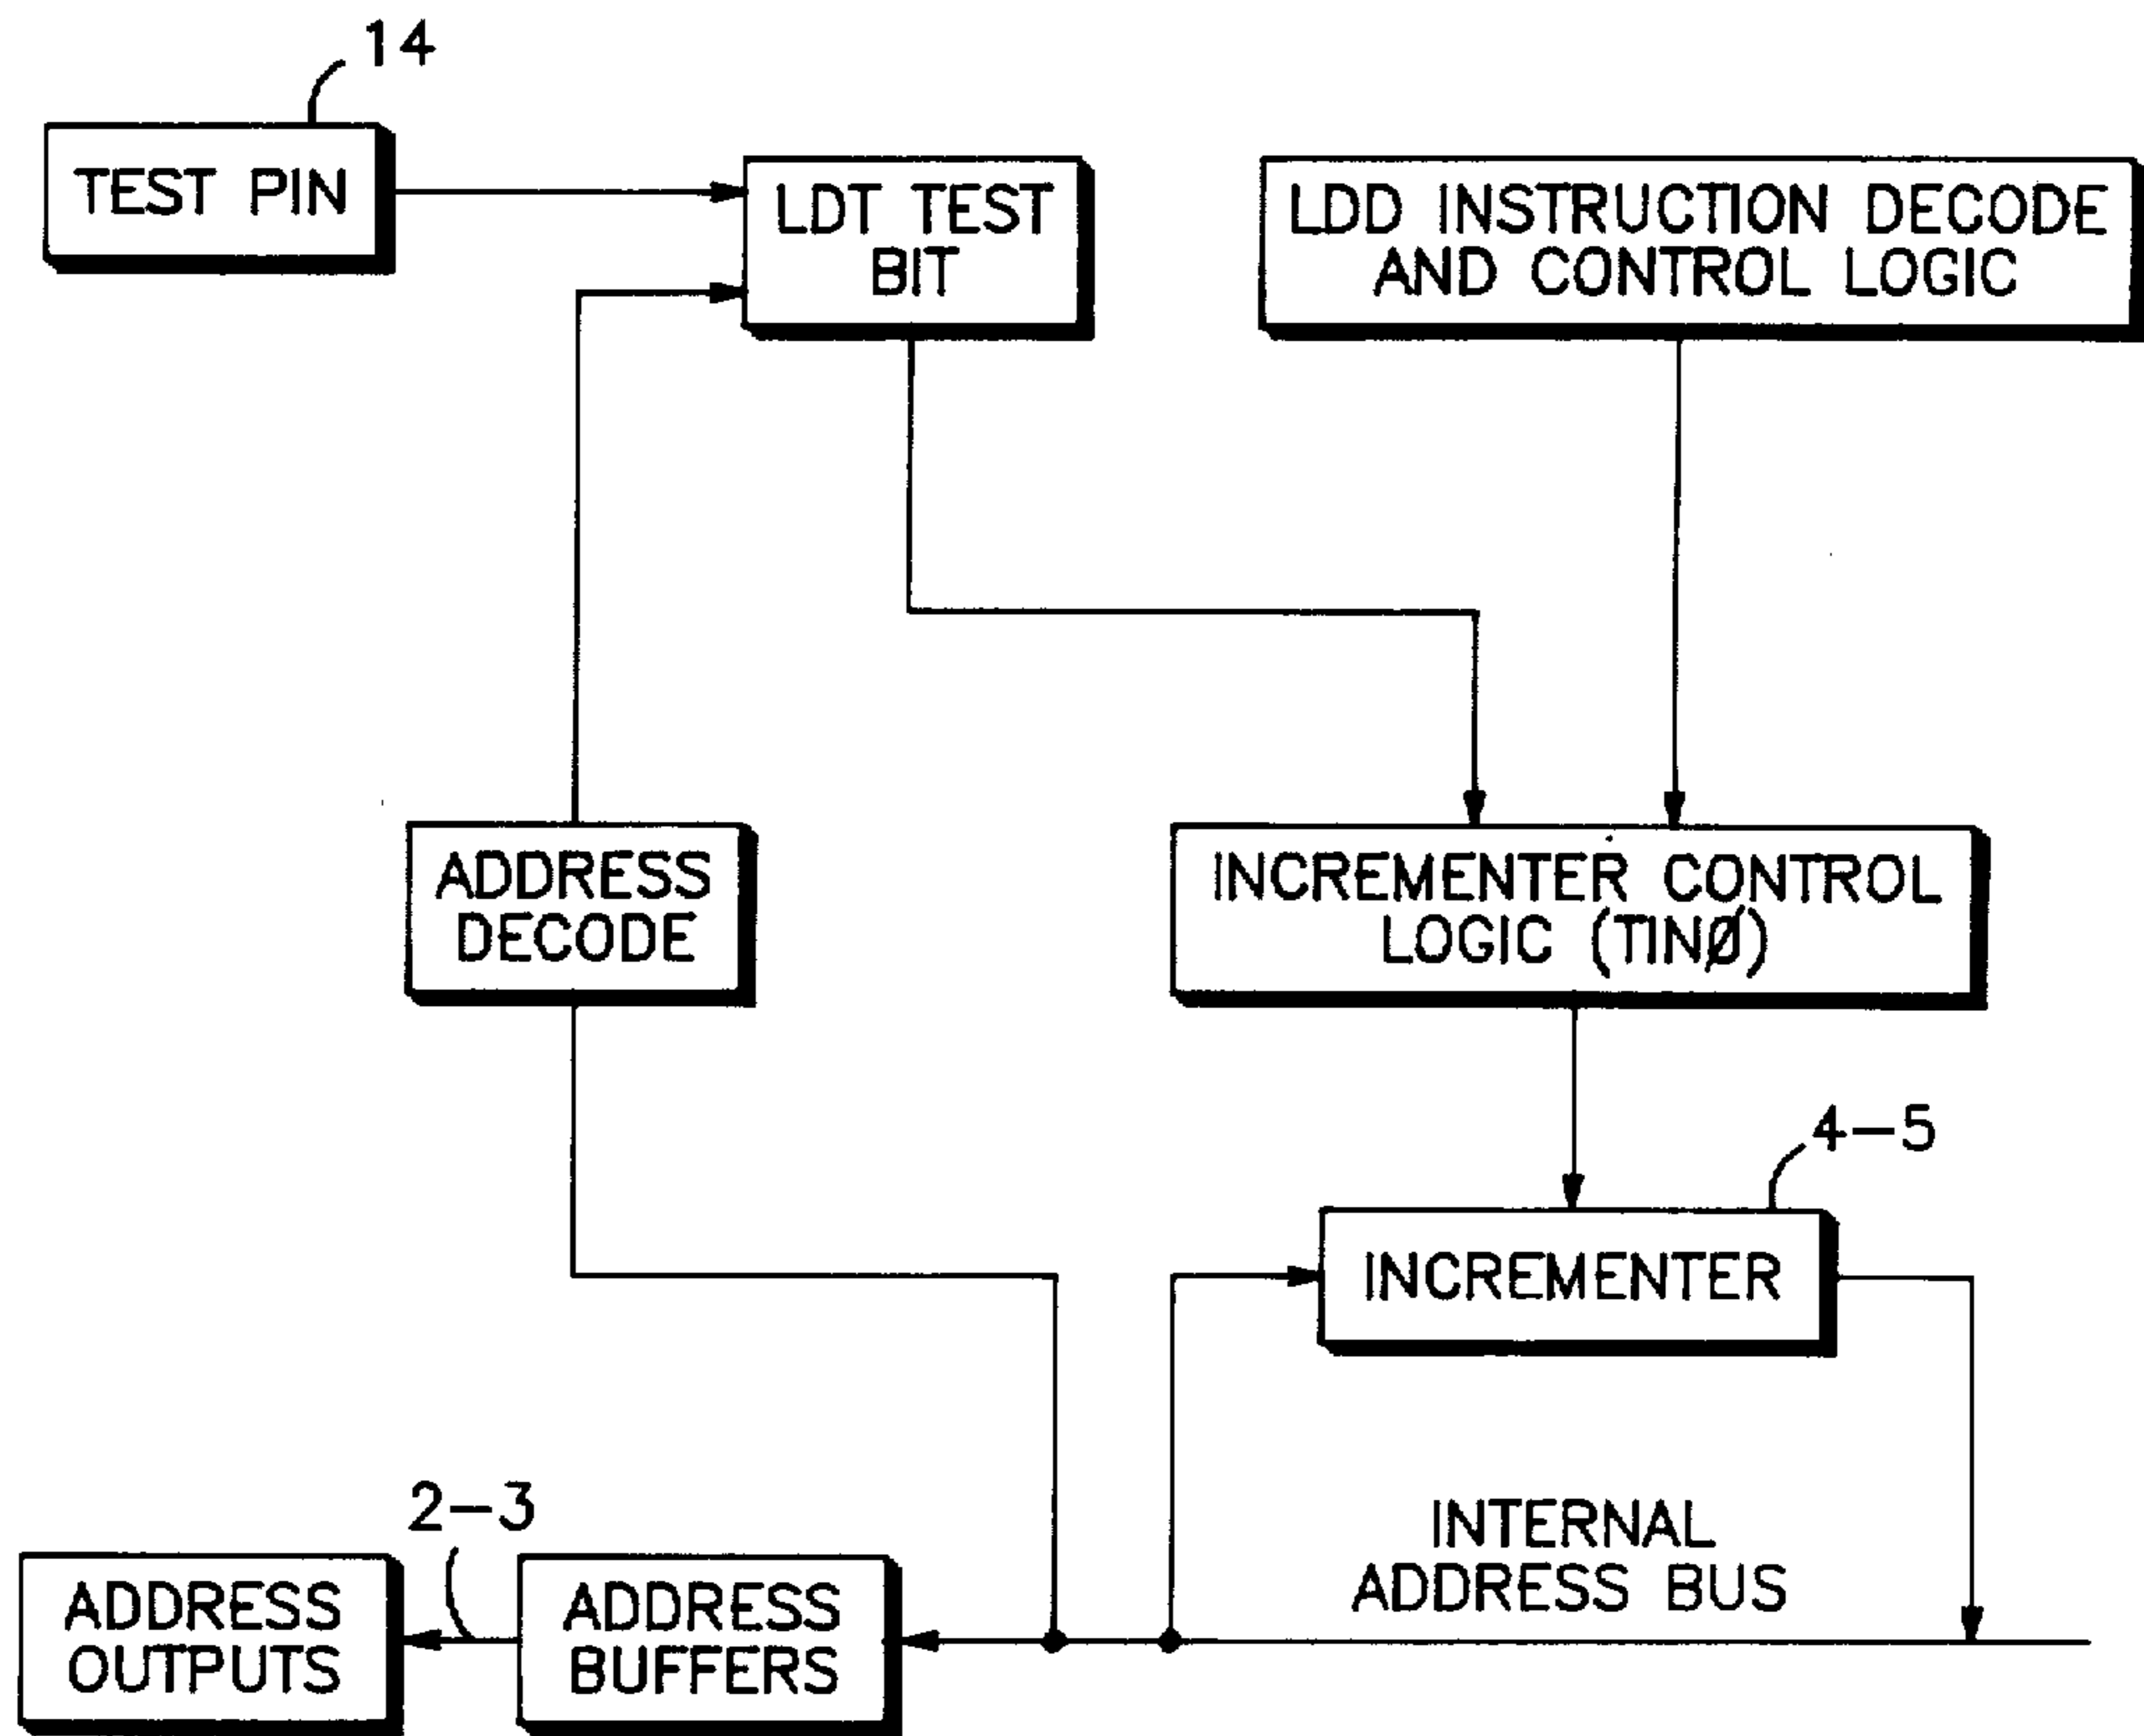 14
TEST PIN
LDT TEST
BIT
LDD INSTRUCTION DECODE
AND CONTROL LOGIC
ADDRESS
DECODE
INCREMENTER CONTROL
LOGIC (TINØ)
4-5
INCREMENTER
2-3
INTERNAL
ADDRESS BUS
ADDRESS
OUTPUTS
ADDRESS
BUFFERS